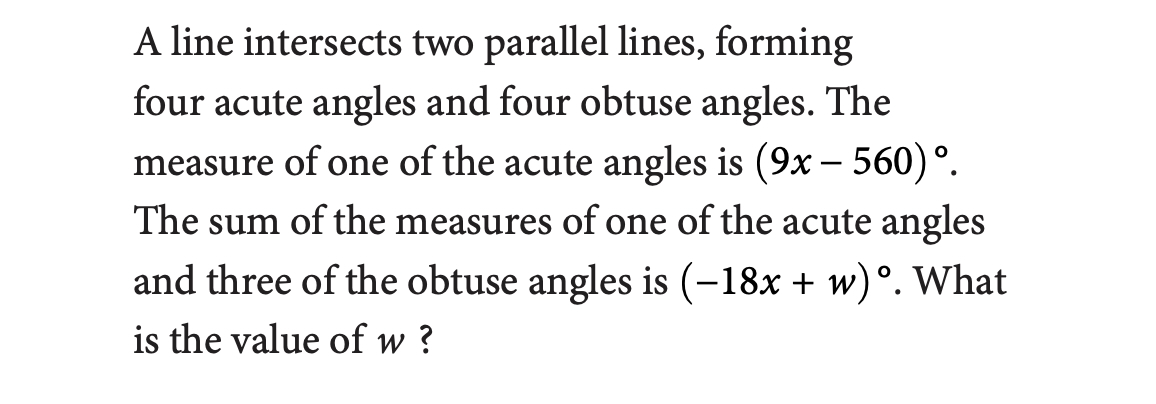 A line intersects two parallel lines, forming
four acute angles and four obtuse angles. The
measure of one of the acute angles is (9x – 560)°.
The sum of the measures of one of the acute angles
and three of the obtuse angles is (–18x + w)°. What
is the value of w ?